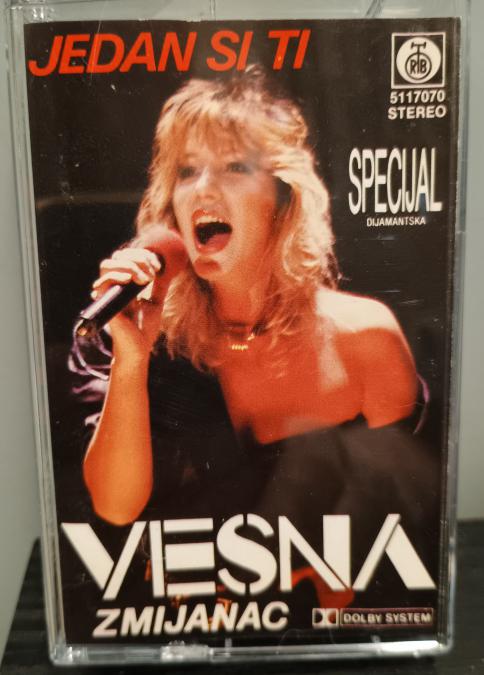 JEDAN SI TI
RTB
5117070
STEREO
SPECIJAL
DIJAMANTSKA
VESNA
ZMIJANAC
DOLBY SYSTEM